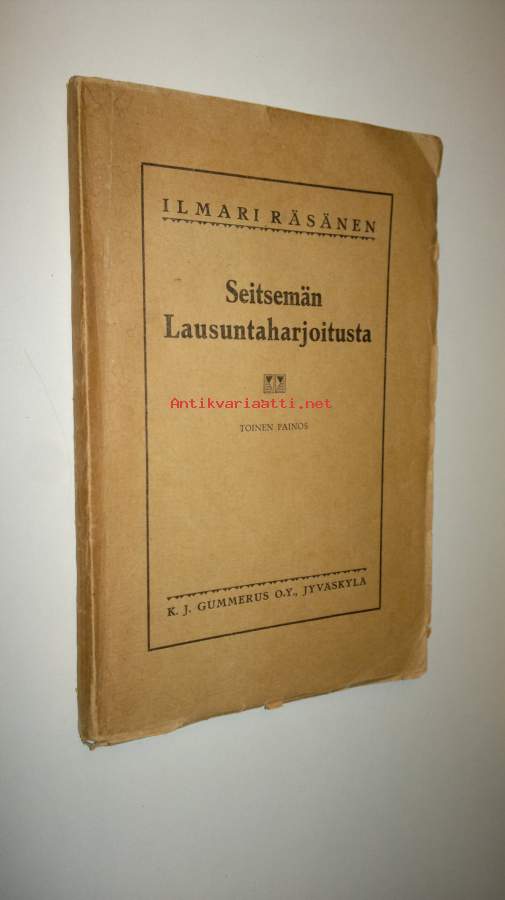 ILMARI RÄSÄNEN
Seitsemän
Lausuntaharjoitusta
Antikvariaatti.net
TOINEN PAINOS
K. J. GUMMERUS O.Y., JYVÄSKYLÄ